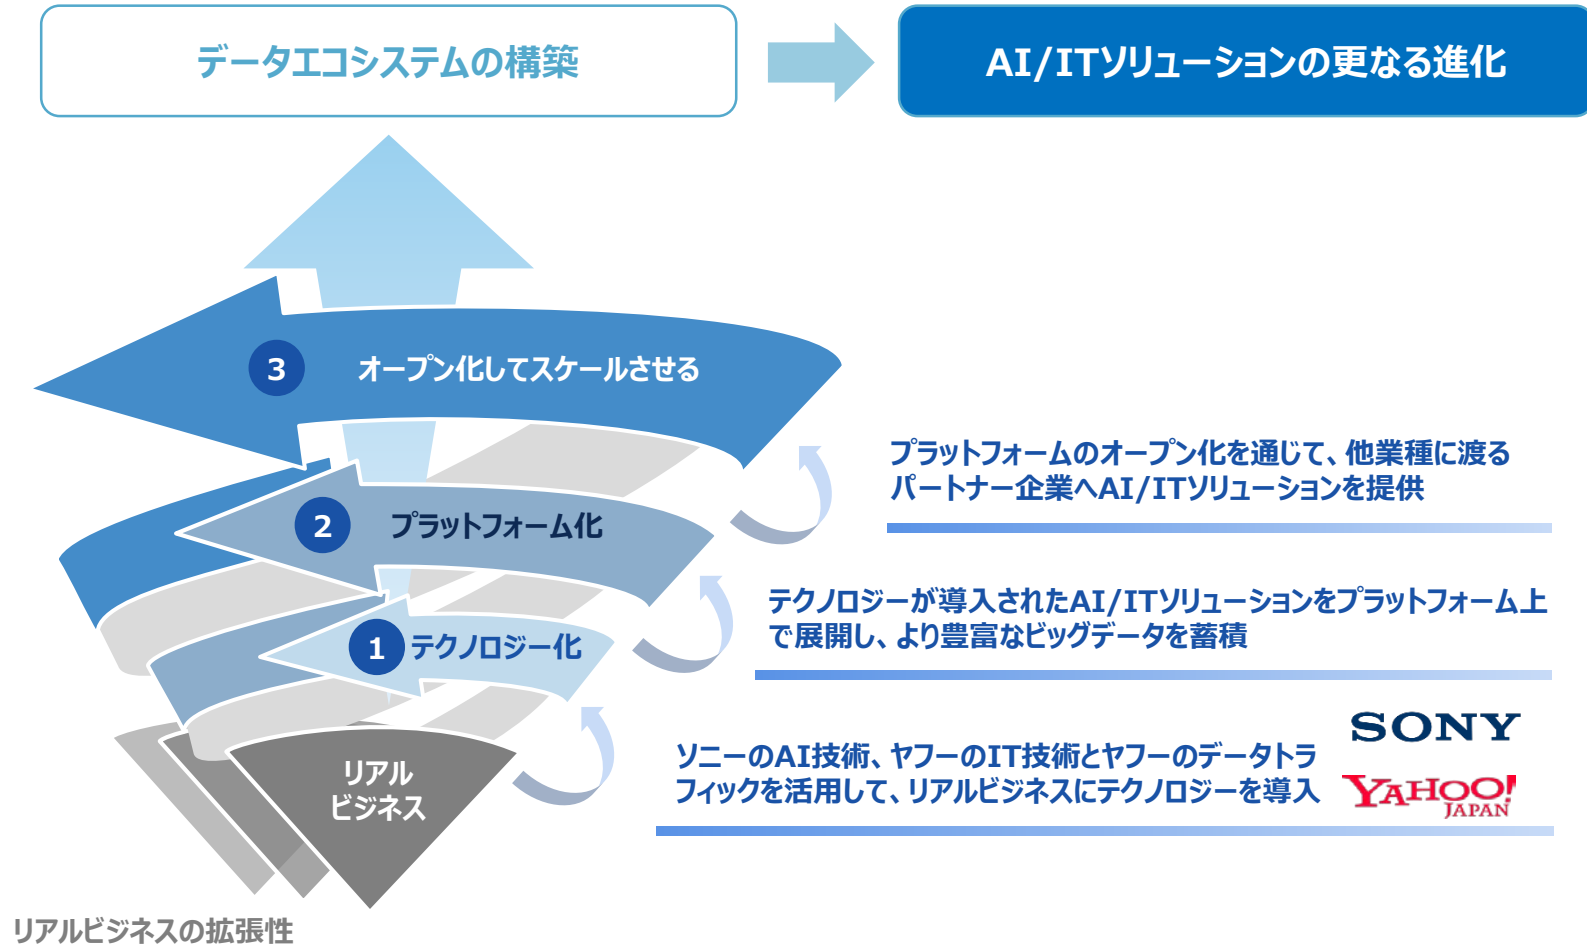 データエコシステムの構築
AI/ITソリューションの更なる進化
3
オープン化してスケールさせる
プラットフォームのオープン化を通じて、他業種に渡る
パートナー企業へAI/ITソリューションを提供
2
プラットフォーム化
テクノロジーが導入されたAI/ITソリューションをプラットフォーム上
で展開し、より豊富なビッグデータを蓄積
1
テクノロジー化
ソニーのAI技術、ヤフーのIT技術とヤフーのデータトラ
フィックを活用して、リアルビジネスにテクノロジーを導入
SONY
YAHOO!
JAPAN
リアル
ビジネス
リアルビジネスの拡張性